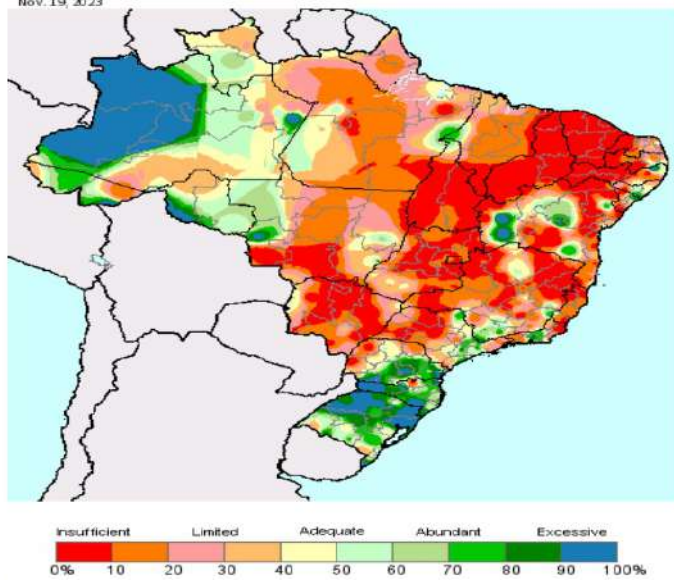 Nov. 19, 2023
Insufficient Limited Adequate Abundant Excessive
0% 10 20 30 40 50 60 70 80 90 100%